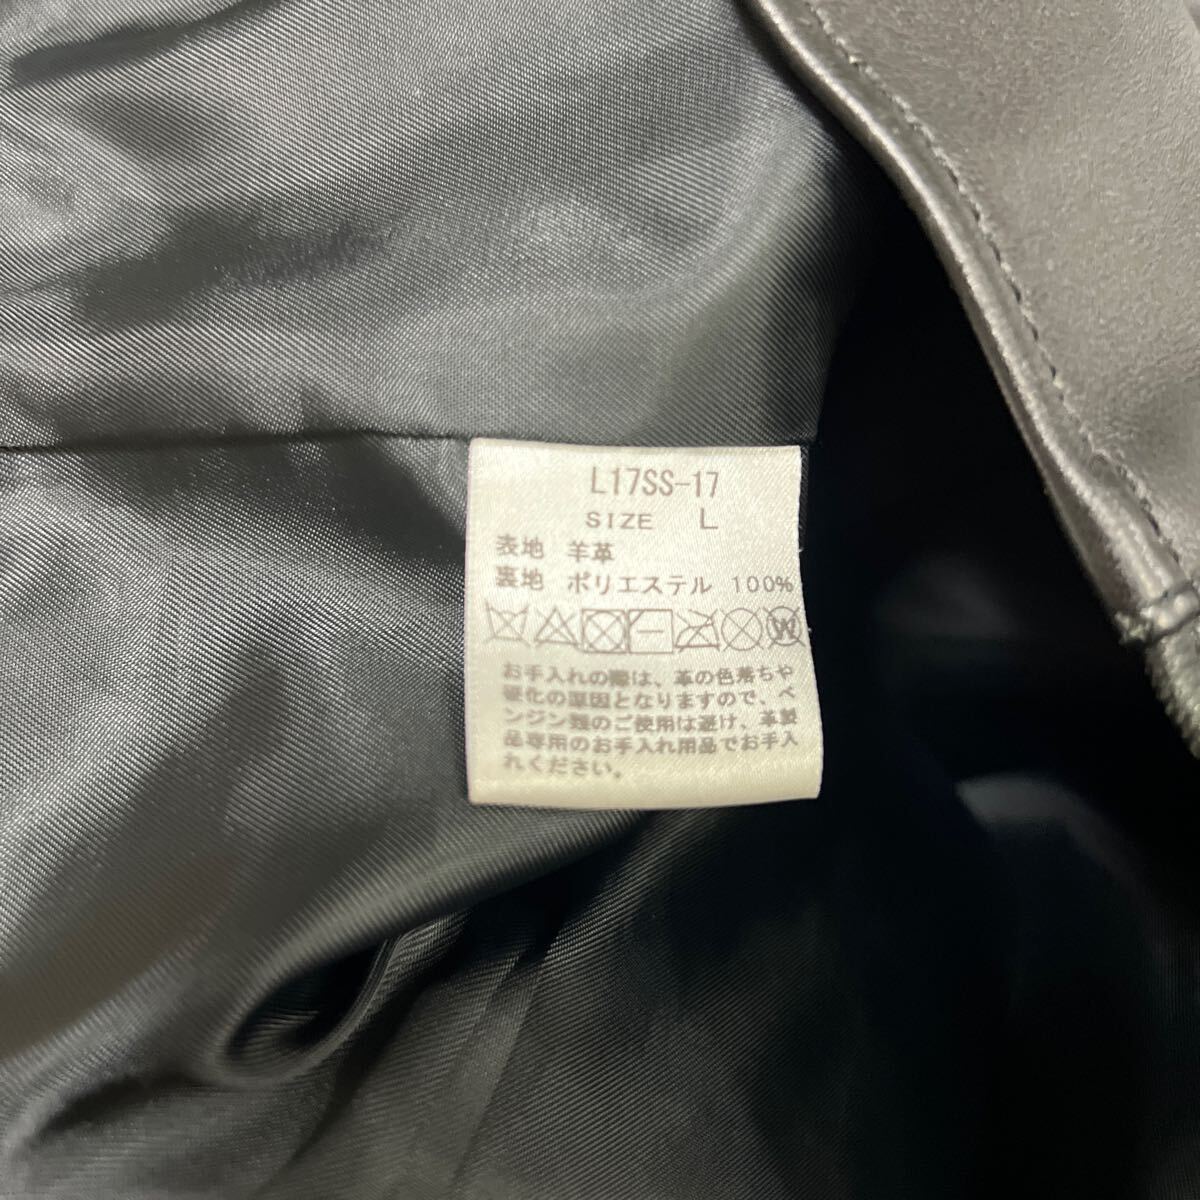 L17SS-17
SIZE L
表地 羊革
裏地 ポリエステル 100%
W
お手入れの際は、革の色落ちや
硬化の原因となりますので、ベ
ンジン類のご使用は避け、革製
品専用のお手入れ用品でお手入
れください。